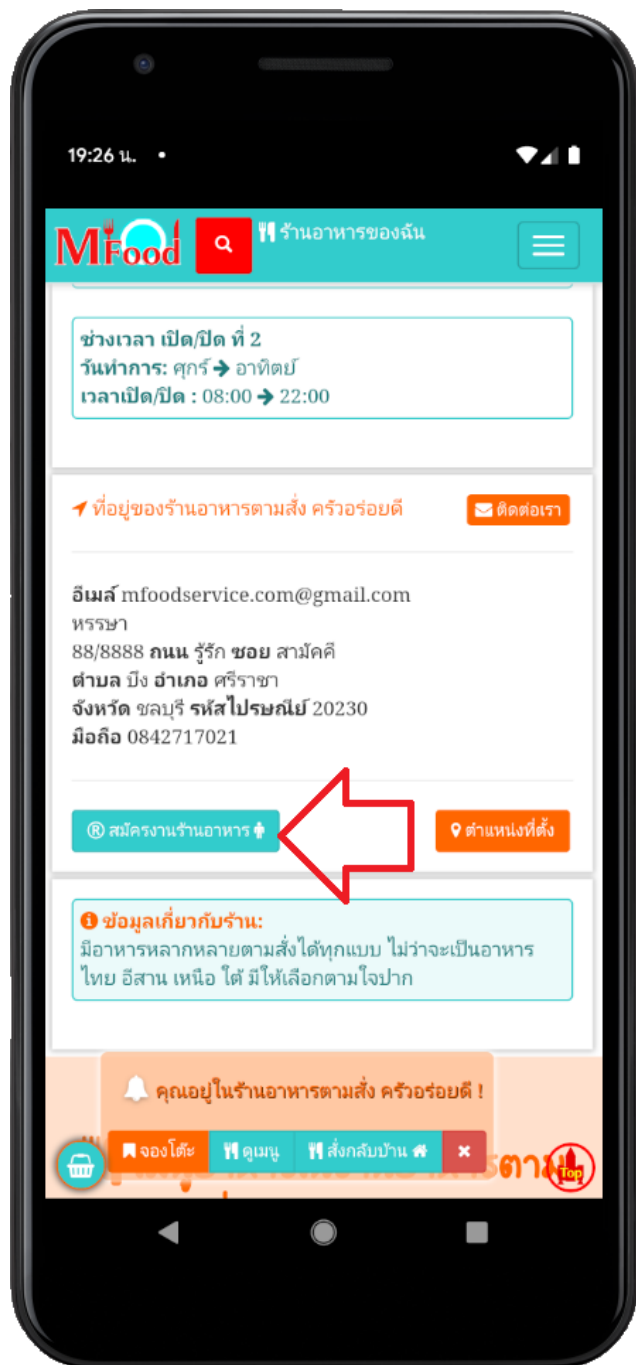 19:26 น.
MFood
ร้านอาหารของฉัน
ช่วงเวลา เปิด/ปิด ที่ 2
วันทำการ: ศุกร์ → อาทิตย์
เวลาเปิด/ปิด : 08:00 → 22:00
ที่อยู่ของร้านอาหารตามสั่ง ครัวอร่อยดี
ติดต่อเรา
อีเมล์ mfoodservice.com@gmail.com
หรรษา
88/8888 ถนน รู้รัก ซอย สามัคคี
ตำบล บึง อำเภอ ศรีราชา
จังหวัด ชลบุรี รหัสไปรษณีย์ 20230
มือถือ 0842717021
® สมัครงานร้านอาหาร
ตำแหน่งที่ตั้ง
ข้อมูลเกี่ยวกับร้าน:
มีอาหารหลากหลายตามสั่งได้ทุกแบบ ไม่ว่าจะเป็นอาหาร
ไทย อีสาน เหนือ ใต้ มีให้เลือกตามใจปาก
คุณอยู่ในร้านอาหารตามสั่ง ครัวอร่อยดี !
จองโต๊ะ ดูเมนู สั่งกลับบ้าน ×
Top